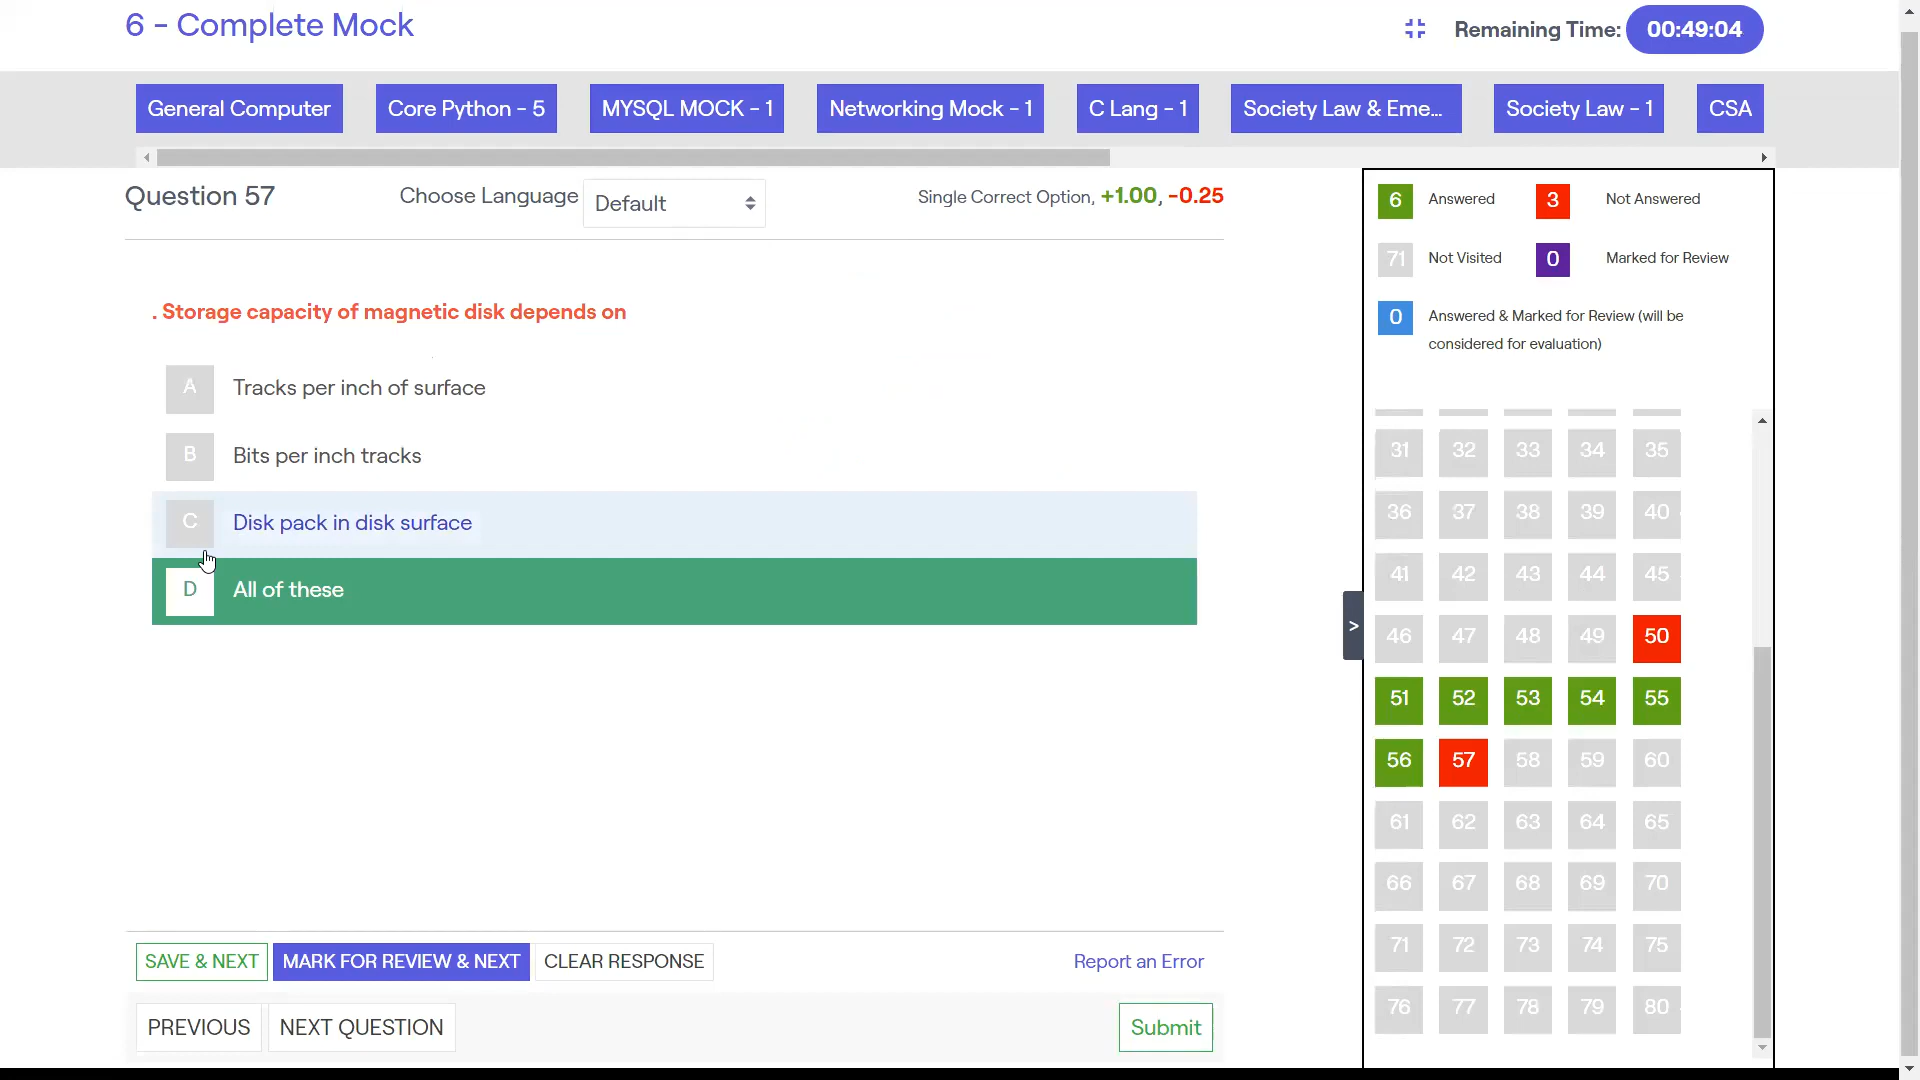 6 - Complete Mock
Remaining Time: 00:49:04
General Computer
Core Python - 5
MYSQL MOCK - 1
Networking Mock - 1
C Lang - 1
Society Law & Eme...
Society Law - 1
CSA
Question 57
Choose Language
Default
Single Correct Option, +1.00, -0.25
. Storage capacity of magnetic disk depends on
A Tracks per inch of surface
B Bits per inch tracks
C Disk pack in disk surface
D All of these
SAVE & NEXT
MARK FOR REVIEW & NEXT
CLEAR RESPONSE
Report an Error
PREVIOUS
NEXT QUESTION
Submit
6 Answered
3 Not Answered
71 Not Visited
0 Marked for Review
0 Answered & Marked for Review (will be
considered for evaluation)
>
31 32 33 34 35
36 37 38 39 40
41 42 43 44 45
46 47 48 49 50
51 52 53 54 55
56 57 58 59 60
61 62 63 64 65
66 67 68 69 70
71 72 73 74 75
76 77 78 79 80